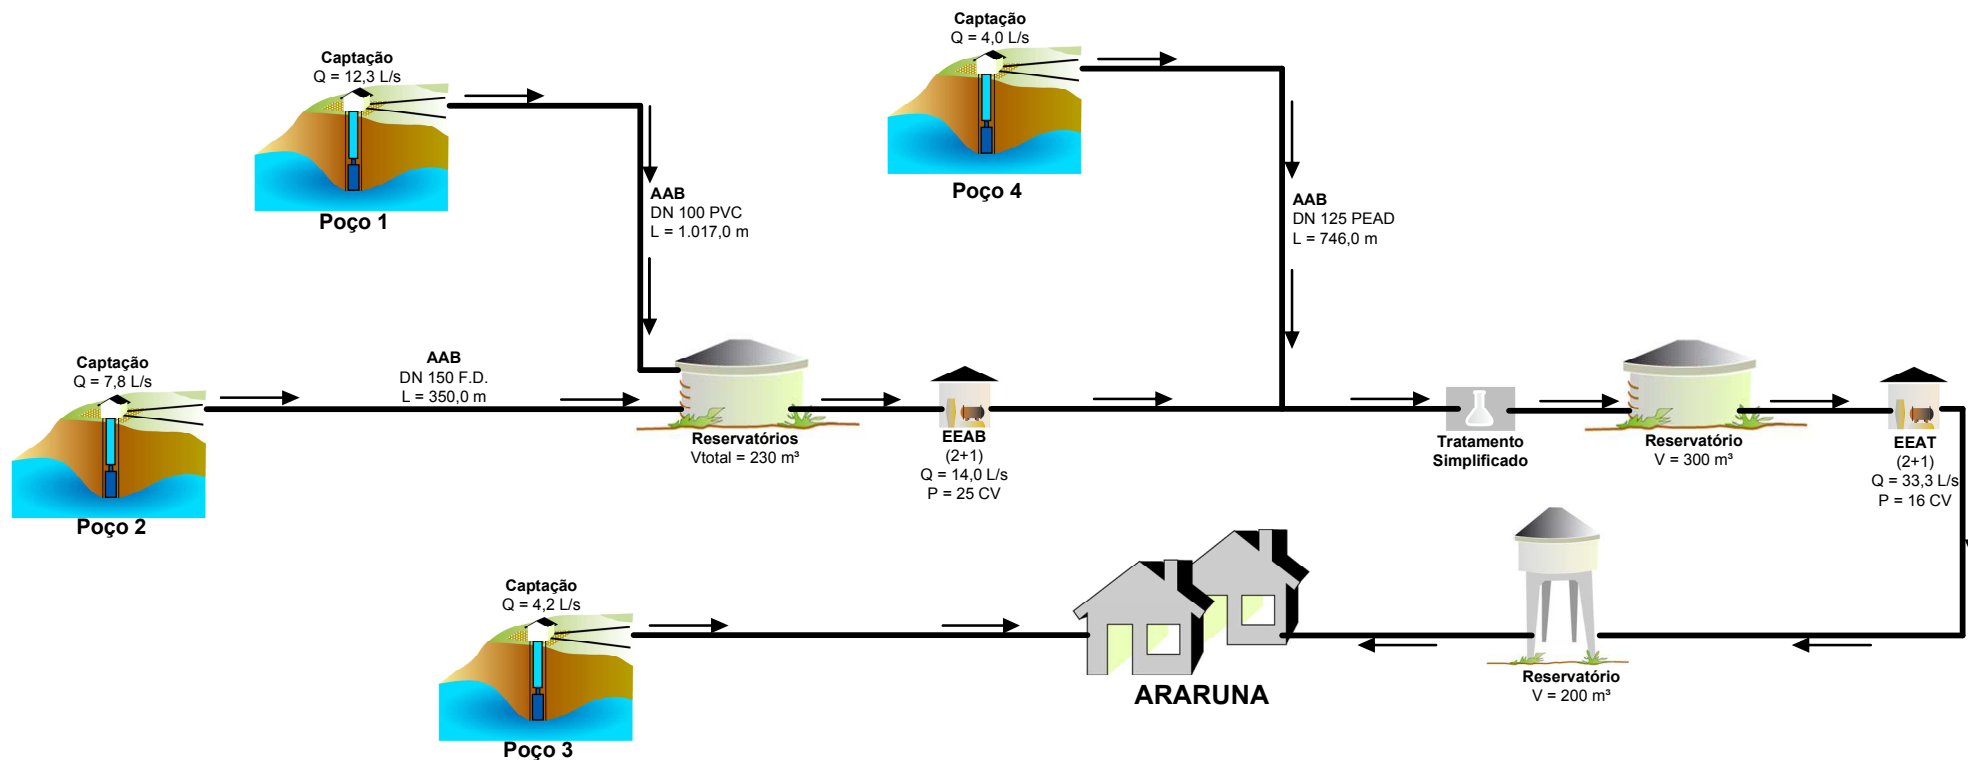 Captação
Q = 12,3 L/s
Poço 1
AAB
DN 100 PVC
L = 1.017,0 m
Captação
Q = 4,0 L/s
Poço 4
AAB
DN 125 PEAD
L = 746,0 m
Captação
Q = 7,8 L/s
Poço 2
AAB
DN 150 F.D.
L = 350,0 m
Reservatórios
Vtotal = 230 m³
EEAB
(2+1)
Q = 14,0 L/s
P = 25 CV
Tratamento
Simplificado
Reservatório
V = 300 m³
EEAT
(2+1)
Q = 33,3 L/s
P = 16 CV
Captação
Q = 4,2 L/s
Poço 3
ARARUNA
Reservatório
V = 200 m³